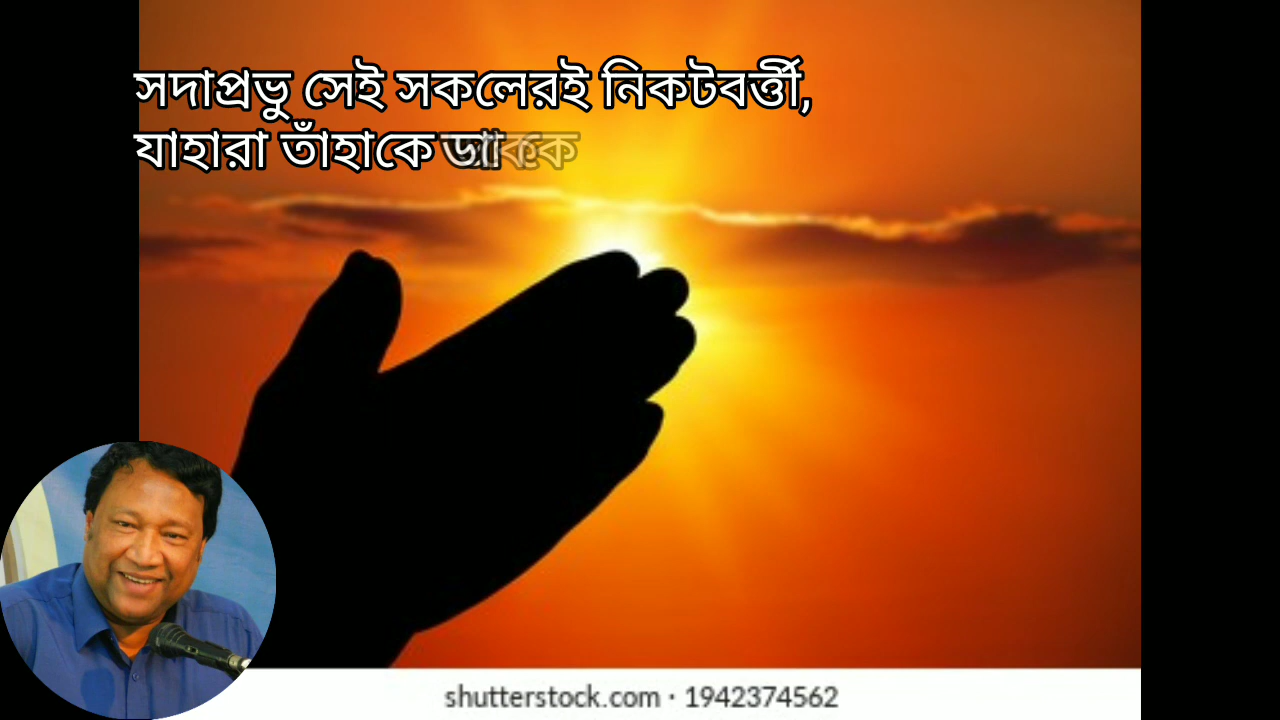 সদাপ্রভু সেই সকলেরই নিকটবর্ত্তী,
যাহারা তাঁহাকে
shutterstock.com · 1942374562